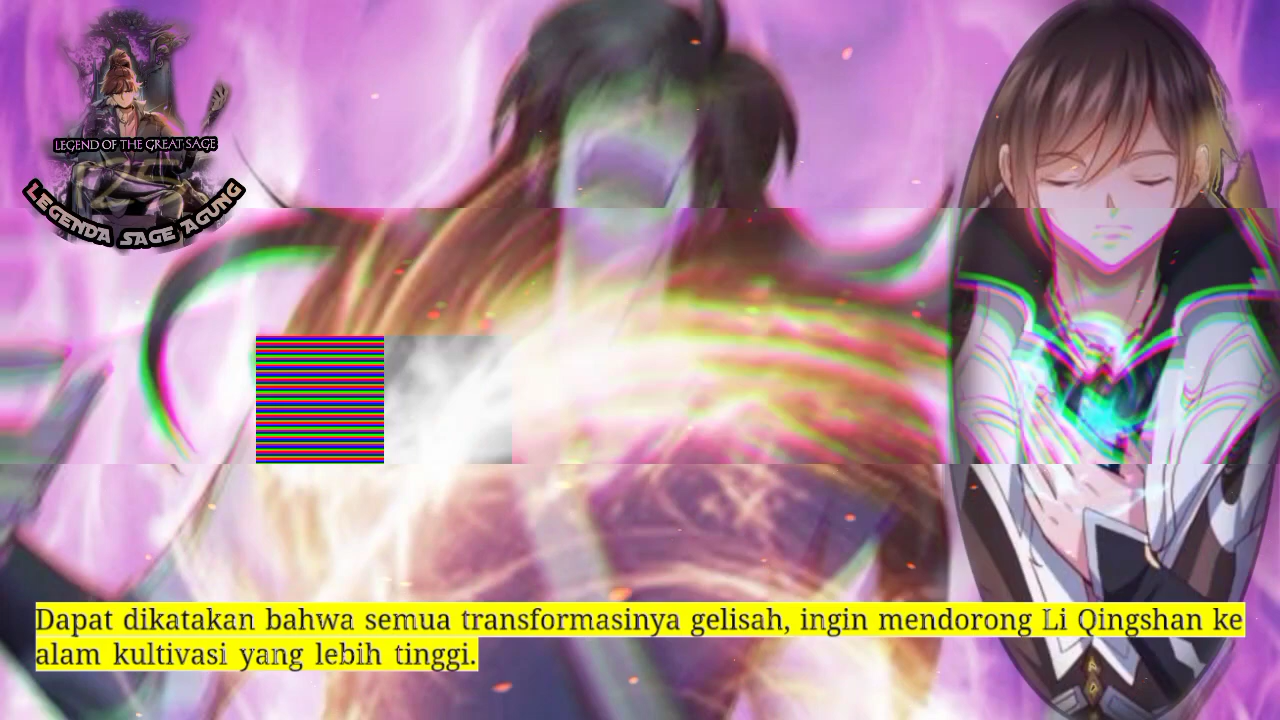 LEGEND OF THE GREAT SAGE
LEGENDA SAGE AGUNG
Dapat dikatakan bahwa semua transformasinya gelisah, ingin mendorong Li Qingshan ke
alam kultivasi yang lebih tinggi.